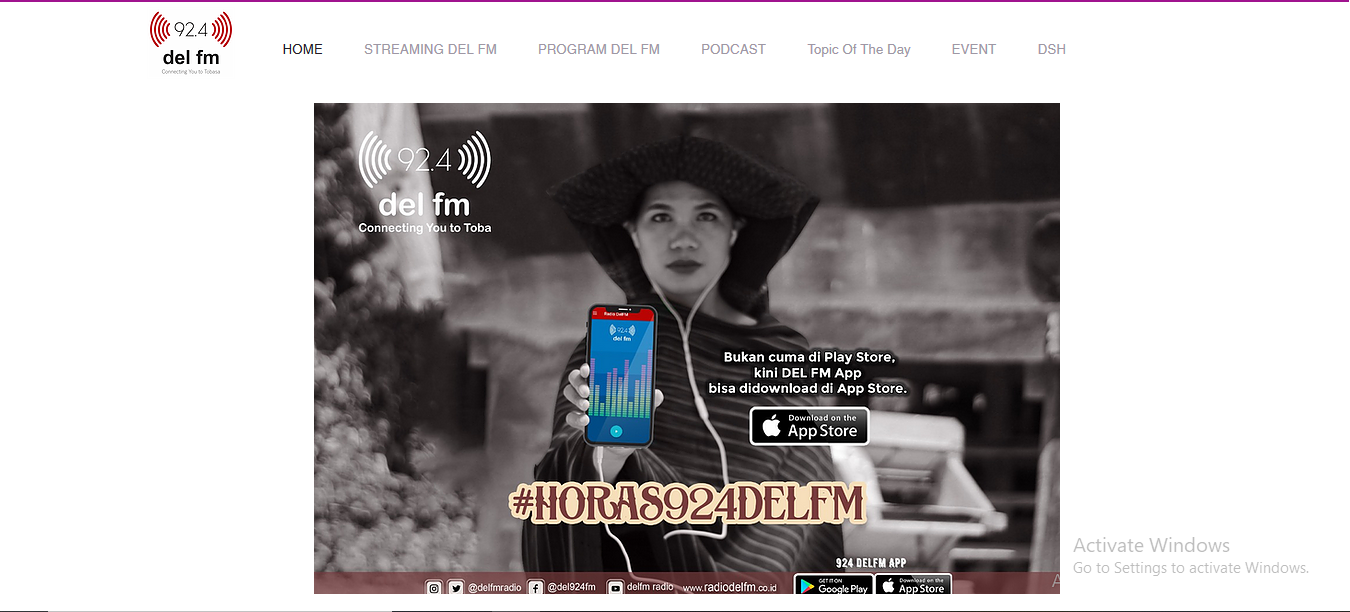 92.4
del fm
Connecting You to Tobasa
HOME
STREAMING DEL FM
PROGRAM DEL FM
PODCAST
Topic Of The Day
EVENT
DSH
92.4
del fm
Connecting You to Toba
Radio DelFM
92.4
del fm
Bukan cuma di Play Store,
kini DEL FM App
bisa didownload di App Store.
Download on the
App Store
#HORAS924DELFM
924 DELFM APP
@delfmradio
@del924fm
delfm radio
www.radiodelfm.co.id
GET IT ON
Google Play
Download on the
App Store
Activate Windows
Go to Settings to activate Windows.